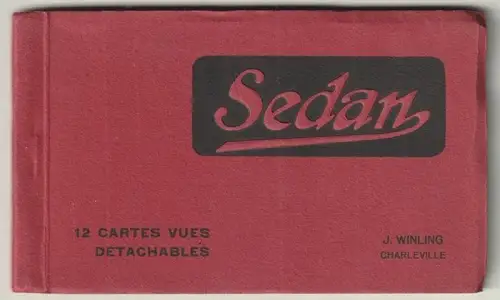 Sedan
12 CARTES VUES
DETACHABLES
J. WINLING
CHARLEVILLE